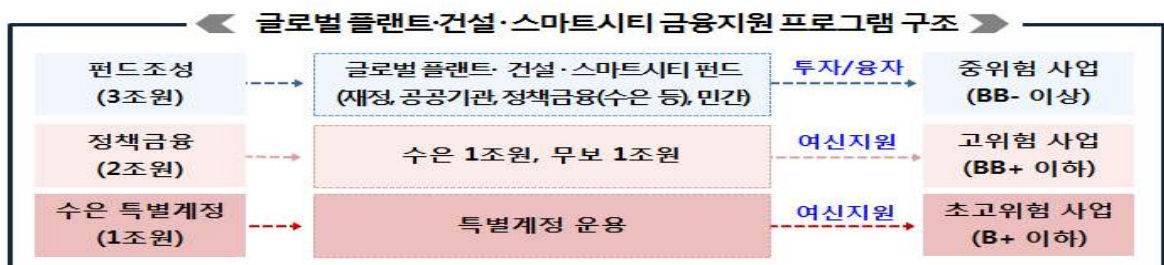 글로벌 플랜트·건설·스마트시티 금융지원 프로그램 구조
펀드조성
(3조원)
글로벌 플랜트· 건설·스마트시티 펀드
(재정, 공공기관, 정책금융(수은 등), 민간)
투자/융자
중위험 사업
(BB- 이상)
정책금융
(2조원)
수은 1조원, 무보 1조원
여신지원
고위험 사업
(BB+ 이하)
수은 특별계정
(1조원)
특별계정 운용
여신지원
초고위험 사업
(B+ 이하)